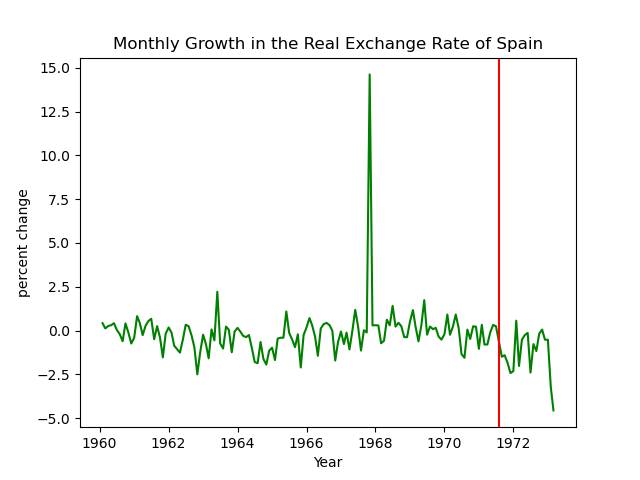 Monthly Growth in the Real Exchange Rate of Spain
15.0
12.5
10.0
7.5
5.0
2.5
0.0
−2.5
−5.0
percent change
1960 1962 1964 1966 1968 1970 1972
Year